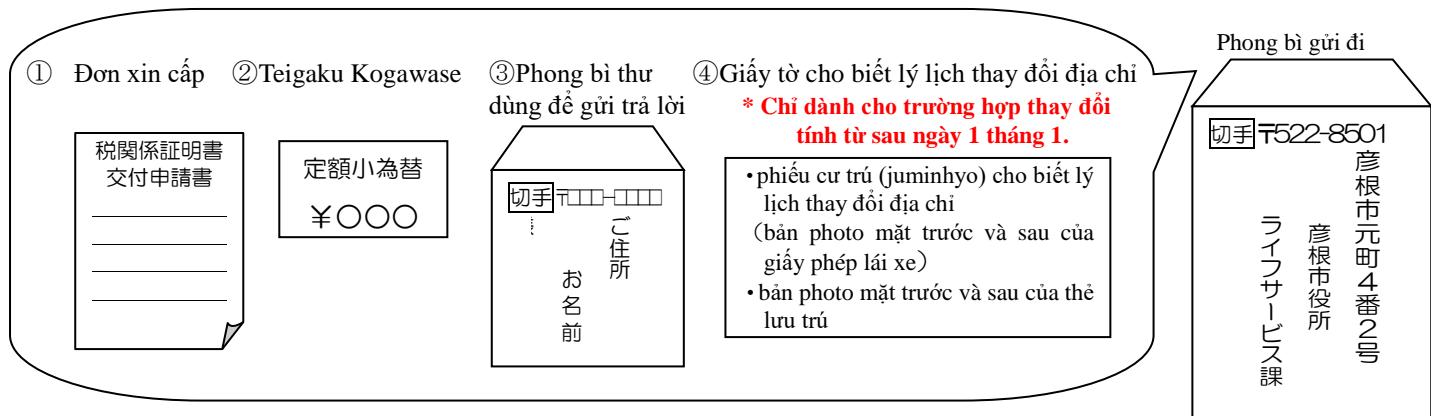 Phong bì gửi đi
① Đơn xin cấp
税関係証明書
交付申請書
②Teigaku Kogawase
定額小為替
￥〇〇〇
③Phong bì thư
dùng để gửi trả lời
切手〒□□□-□□□□
ご住所
お名前
④Giấy tờ cho biết lý lịch thay đổi địa chỉ
* Chỉ dành cho trường hợp thay đổi
tính từ sau ngày 1 tháng 1.
・phiếu cư trú (juminhyo) cho biết lý
lịch thay đổi địa chỉ
（bản photo mặt trước và sau của
giấy phép lái xe）
・bản photo mặt trước và sau của thẻ
lưu trú
切手〒522-8501
彦根市元町４番２号
彦根市役所
ライフサービス課